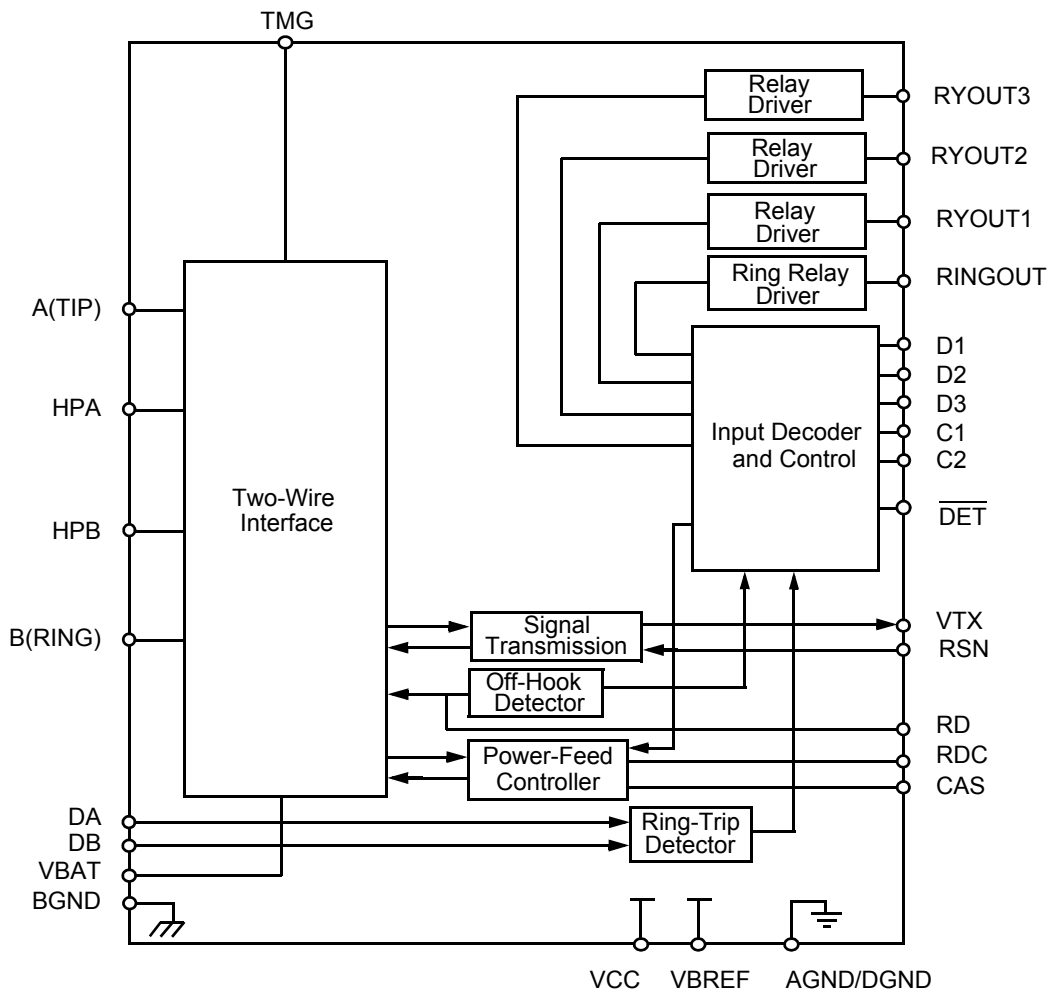 TMG
Relay
Driver
RYOUT3
Relay
Driver
RYOUT2
Relay
Driver
RYOUT1
Ring Relay
Driver
RINGOUT
A(TIP)
HPA
HPB
B(RING)
Two-Wire
Interface
Input Decoder
and Control
D1
D2
D3
C1
C2
DET
Signal
Transmission
VTX
RSN
Off-Hook
Detector
RD
Power-Feed
Controller
RDC
CAS
DA
DB
VBAT
BGND
Ring-Trip
Detector
VCC
VBREF
AGND/DGND